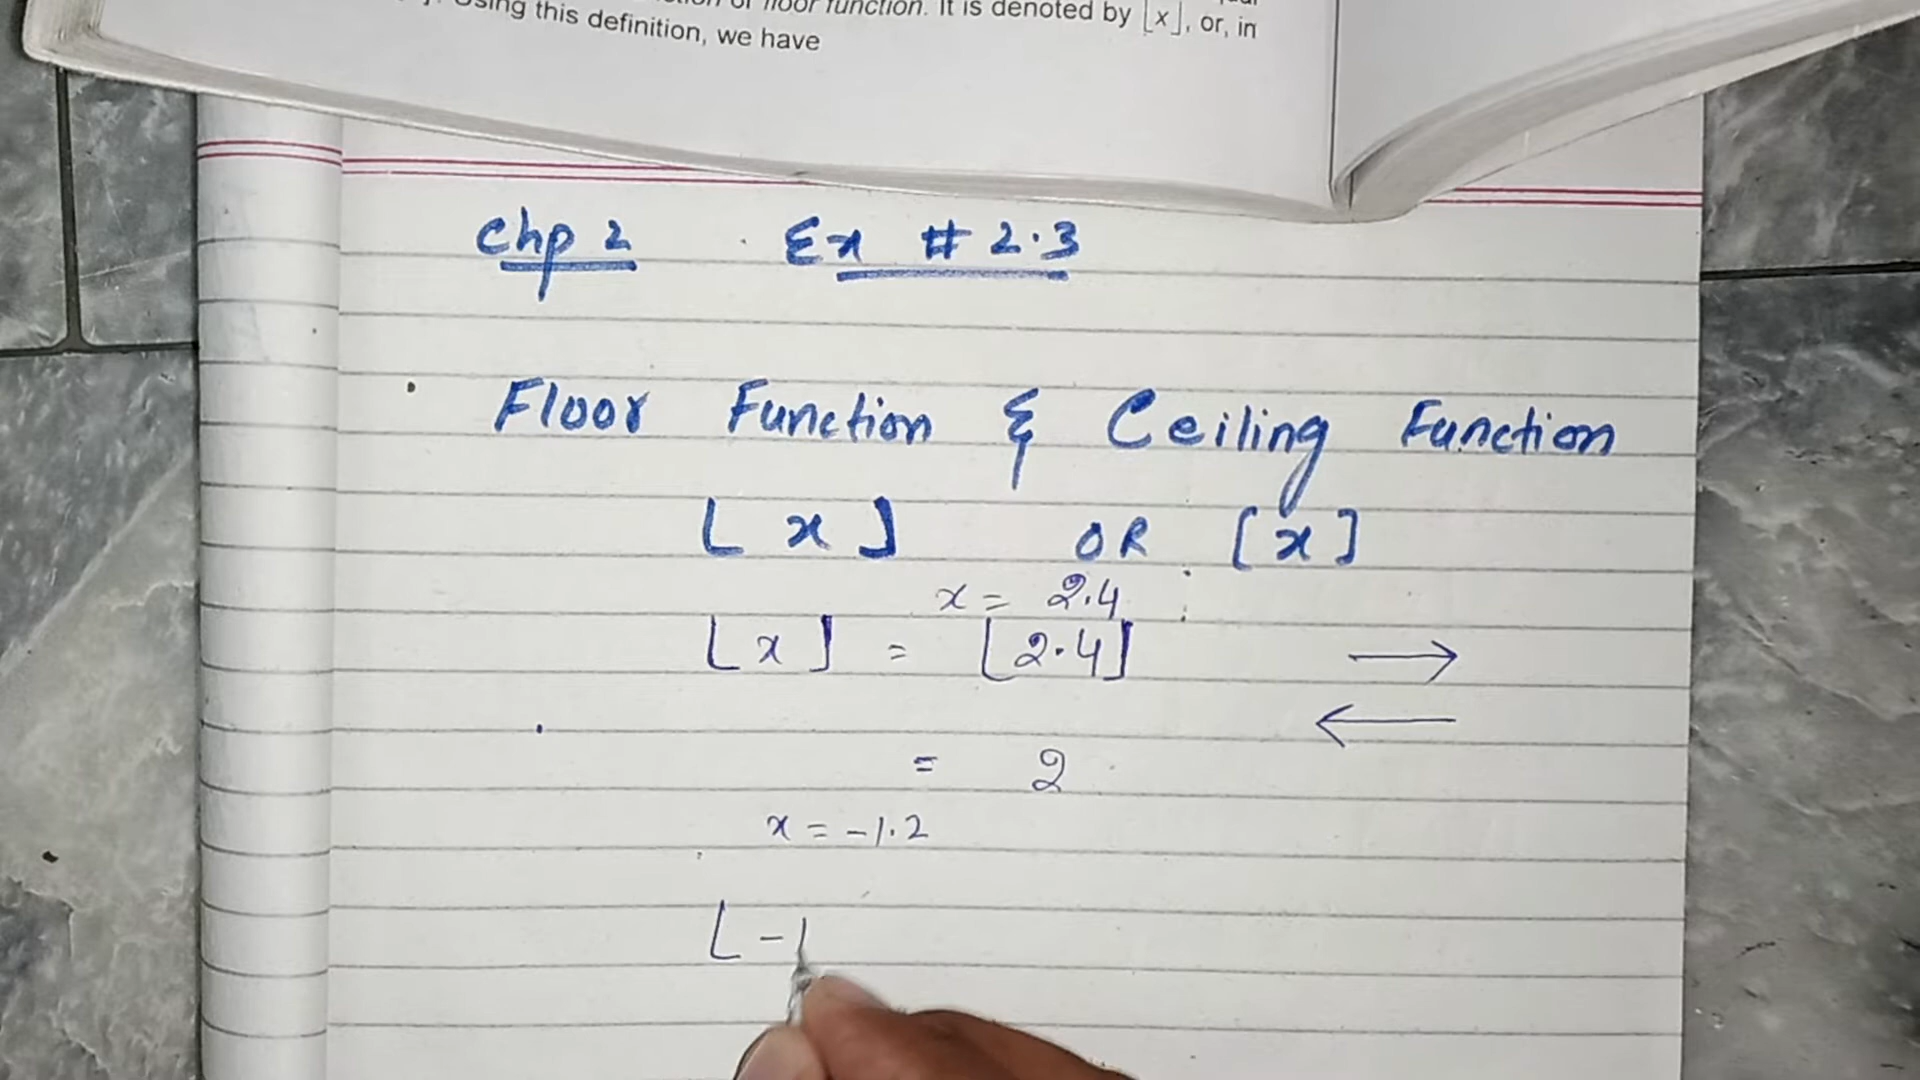 floor function. It is denoted by ⌊x⌋, or, in
Using this definition, we have
Chp 2 Ex # 2.3
Floor Function & Ceiling Function
⌊x⌋ OR [x]
x = 2.4
⌊x⌋ = ⌊2.4⌋ →
←
= 2
x = -1.2
⌊-1